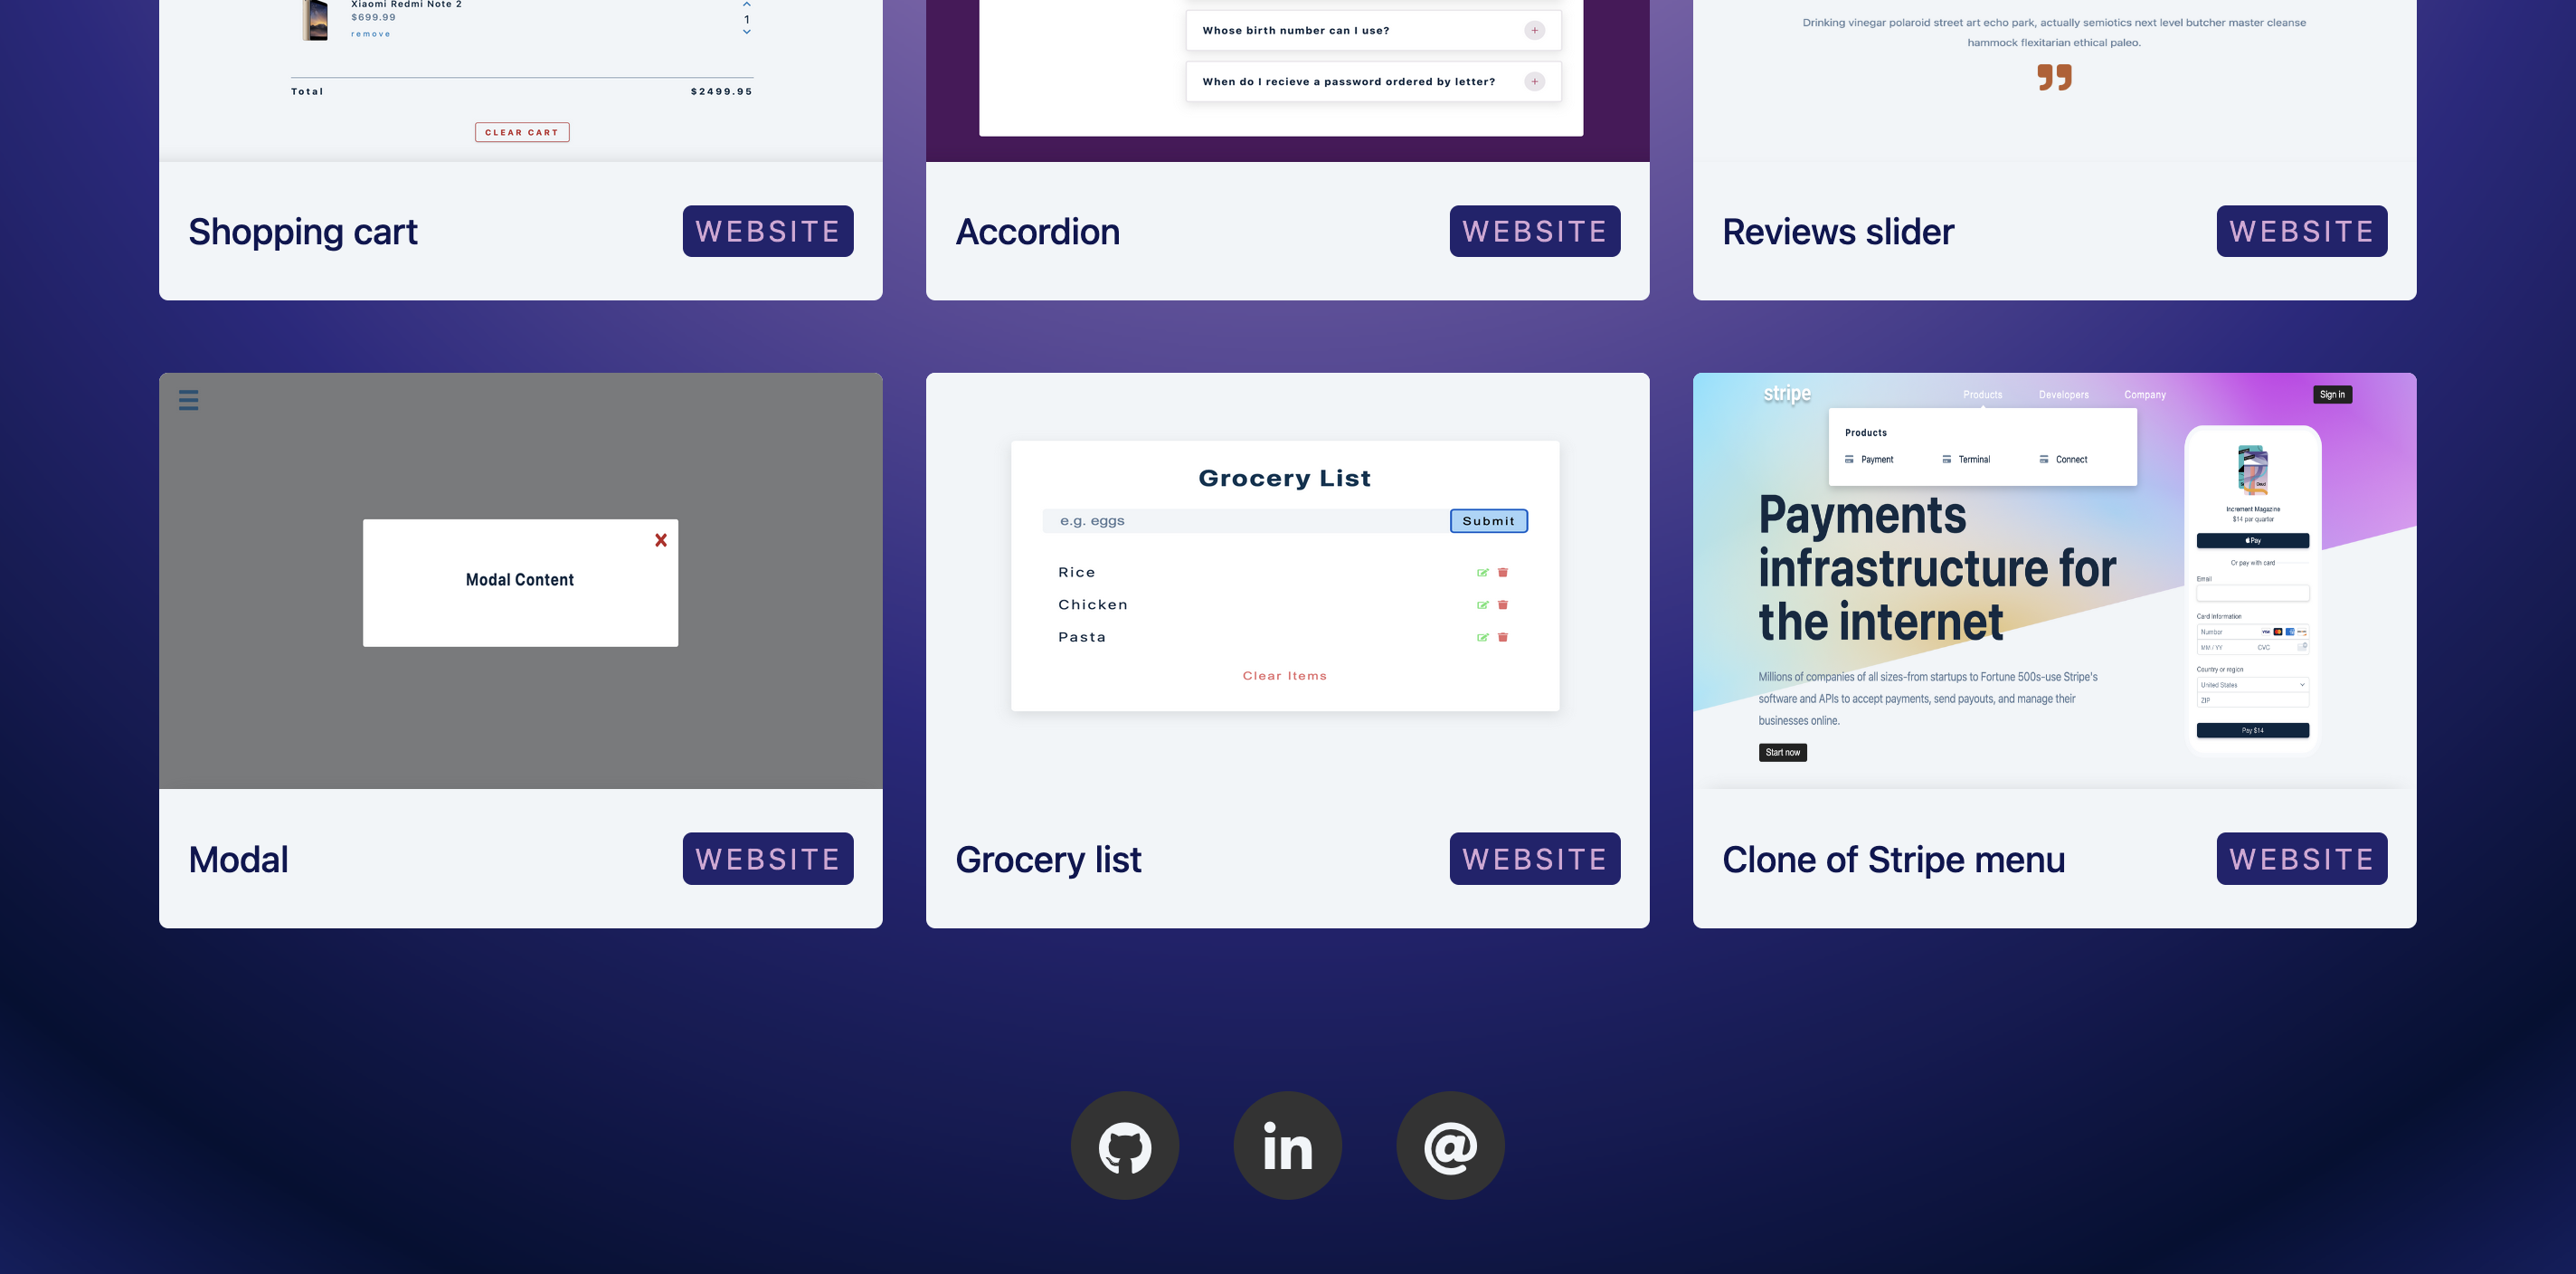 Xiaomi Redmi Note 2
$699.99
1
remove
Total $2499.95
CLEAR CART
Whose birth number can I use? +
When do I recieve a password ordered by letter? +
Drinking vinegar polaroid street art echo park, actually semiotics next level butcher master cleanse
hammock flexitarian ethical paleo.
Shopping cart WEBSITE
Accordion WEBSITE
Reviews slider WEBSITE
Modal Content
Grocery List
e.g. eggs Submit
Rice
Chicken
Pasta
Clear Items
stripe Products Developers Company Sign in
Products
Payment Terminal Connect
Payments
infrastructure for
the internet
Millions of companies of all sizes-from startups to Fortune 500s-use Stripe's
software and APIs to accept payments, send payouts, and manage their
businesses online.
Start now
Increment Magazine
$14 par quarter
Pay
Or pay with card
Email
Card Information
Number VISA
MM / YY CVC
Country or region
United States
ZIP
Pay $14
Modal WEBSITE
Grocery list WEBSITE
Clone of Stripe menu WEBSITE
in
@